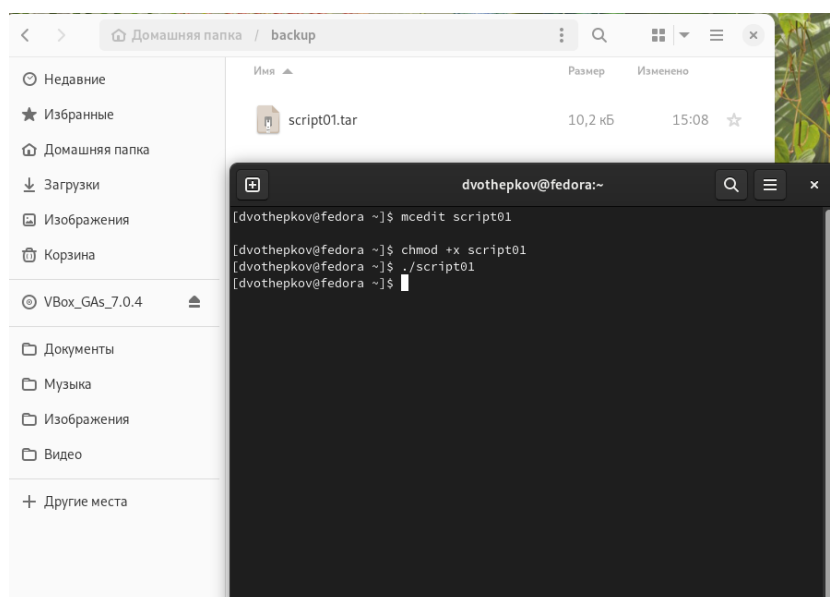 Домашняя папка / backup
Имя Размер Изменено
script01.tar 10,2 кБ 15:08
Недавние
Избранные
Домашняя папка
Загрузки
Изображения
Корзина
VBox_GAs_7.0.4
Документы
Музыка
Изображения
Видео
Другие места
dvothepkov@fedora:~
[dvothepkov@fedora ~]$ mcedit script01
[dvothepkov@fedora ~]$ chmod +x script01
[dvothepkov@fedora ~]$ ./script01
[dvothepkov@fedora ~]$